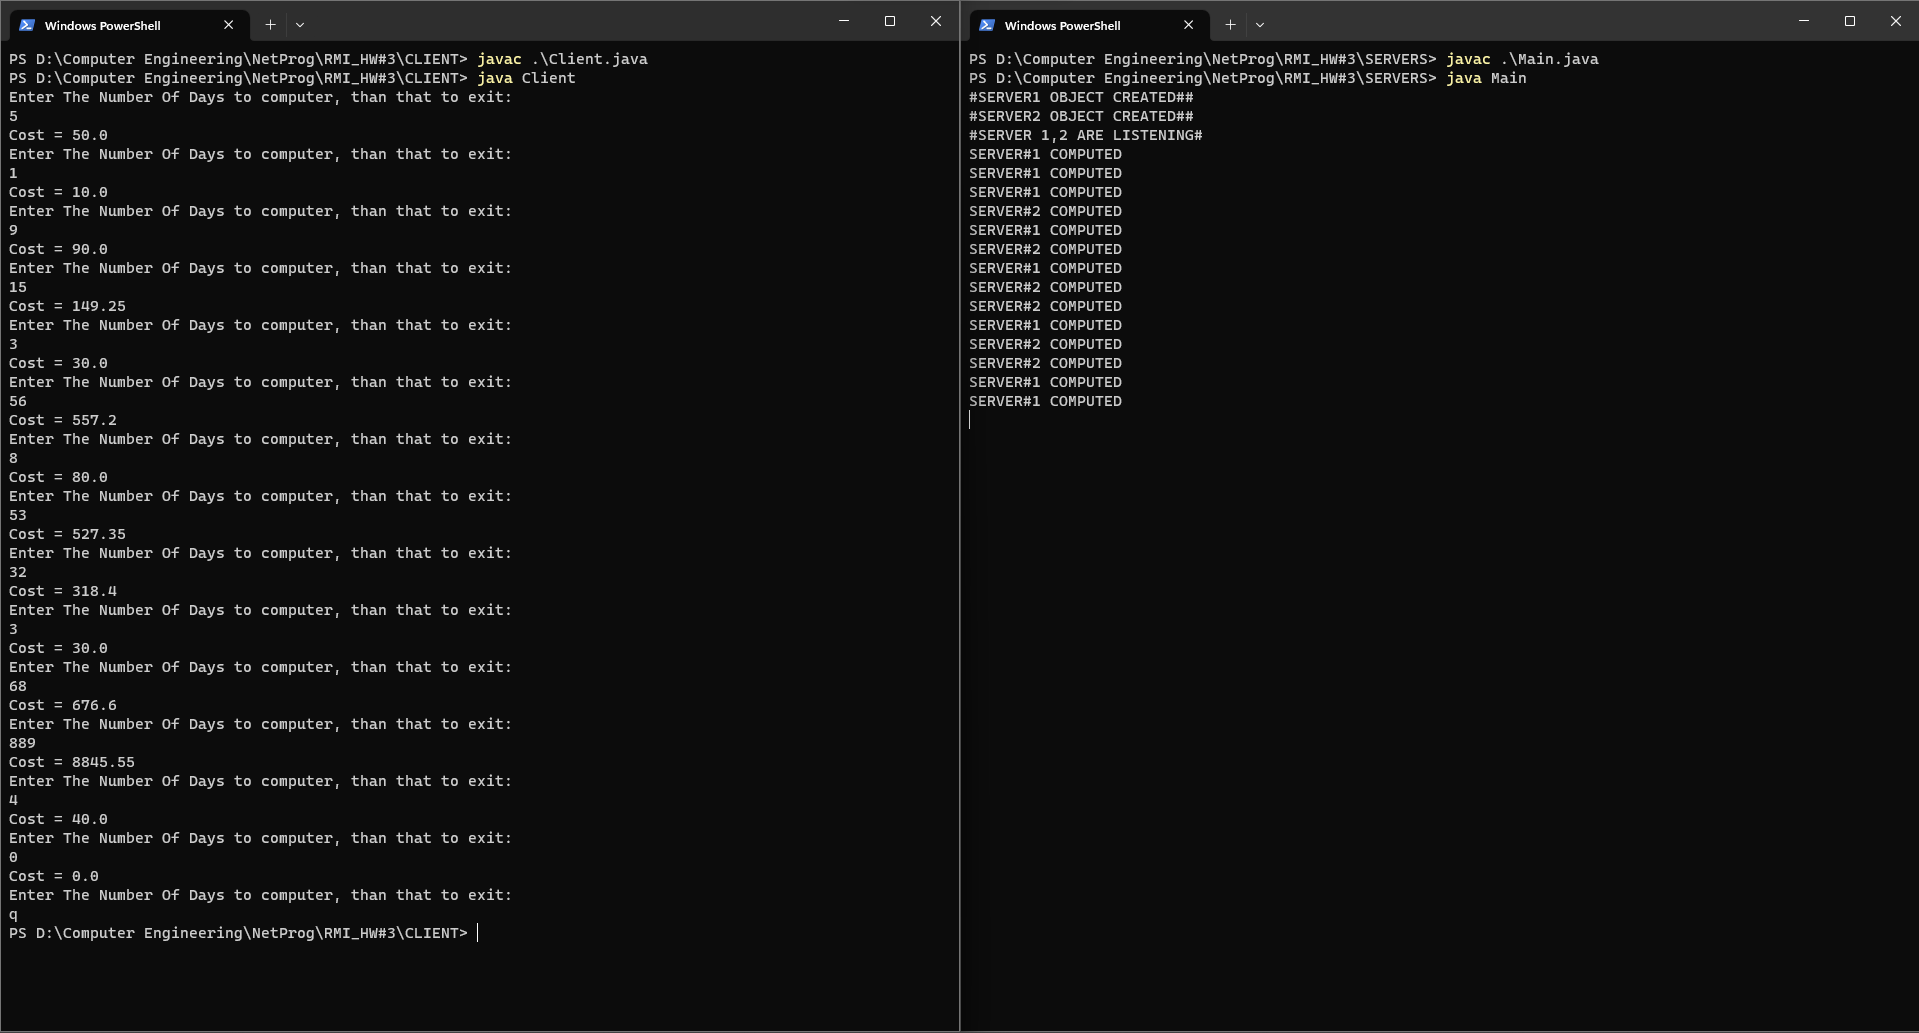 Windows PowerShell
PS D:\Computer Engineering\NetProg\RMI_HW#3\CLIENT> javac .\Client.java
PS D:\Computer Engineering\NetProg\RMI_HW#3\CLIENT> java Client
Enter The Number Of Days to computer, than that to exit:
5
Cost = 50.0
Enter The Number Of Days to computer, than that to exit:
1
Cost = 10.0
Enter The Number Of Days to computer, than that to exit:
9
Cost = 90.0
Enter The Number Of Days to computer, than that to exit:
15
Cost = 149.25
Enter The Number Of Days to computer, than that to exit:
3
Cost = 30.0
Enter The Number Of Days to computer, than that to exit:
56
Cost = 557.2
Enter The Number Of Days to computer, than that to exit:
8
Cost = 80.0
Enter The Number Of Days to computer, than that to exit:
53
Cost = 527.35
Enter The Number Of Days to computer, than that to exit:
32
Cost = 318.4
Enter The Number Of Days to computer, than that to exit:
3
Cost = 30.0
Enter The Number Of Days to computer, than that to exit:
68
Cost = 676.6
Enter The Number Of Days to computer, than that to exit:
889
Cost = 8845.55
Enter The Number Of Days to computer, than that to exit:
4
Cost = 40.0
Enter The Number Of Days to computer, than that to exit:
0
Cost = 0.0
Enter The Number Of Days to computer, than that to exit:
q
PS D:\Computer Engineering\NetProg\RMI_HW#3\CLIENT>
Windows PowerShell
PS D:\Computer Engineering\NetProg\RMI_HW#3\SERVERS> javac .\Main.java
PS D:\Computer Engineering\NetProg\RMI_HW#3\SERVERS> java Main
#SERVER1 OBJECT CREATED##
#SERVER2 OBJECT CREATED##
#SERVER 1,2 ARE LISTENING#
SERVER#1 COMPUTED
SERVER#1 COMPUTED
SERVER#1 COMPUTED
SERVER#2 COMPUTED
SERVER#1 COMPUTED
SERVER#2 COMPUTED
SERVER#1 COMPUTED
SERVER#2 COMPUTED
SERVER#2 COMPUTED
SERVER#1 COMPUTED
SERVER#2 COMPUTED
SERVER#2 COMPUTED
SERVER#1 COMPUTED
SERVER#1 COMPUTED